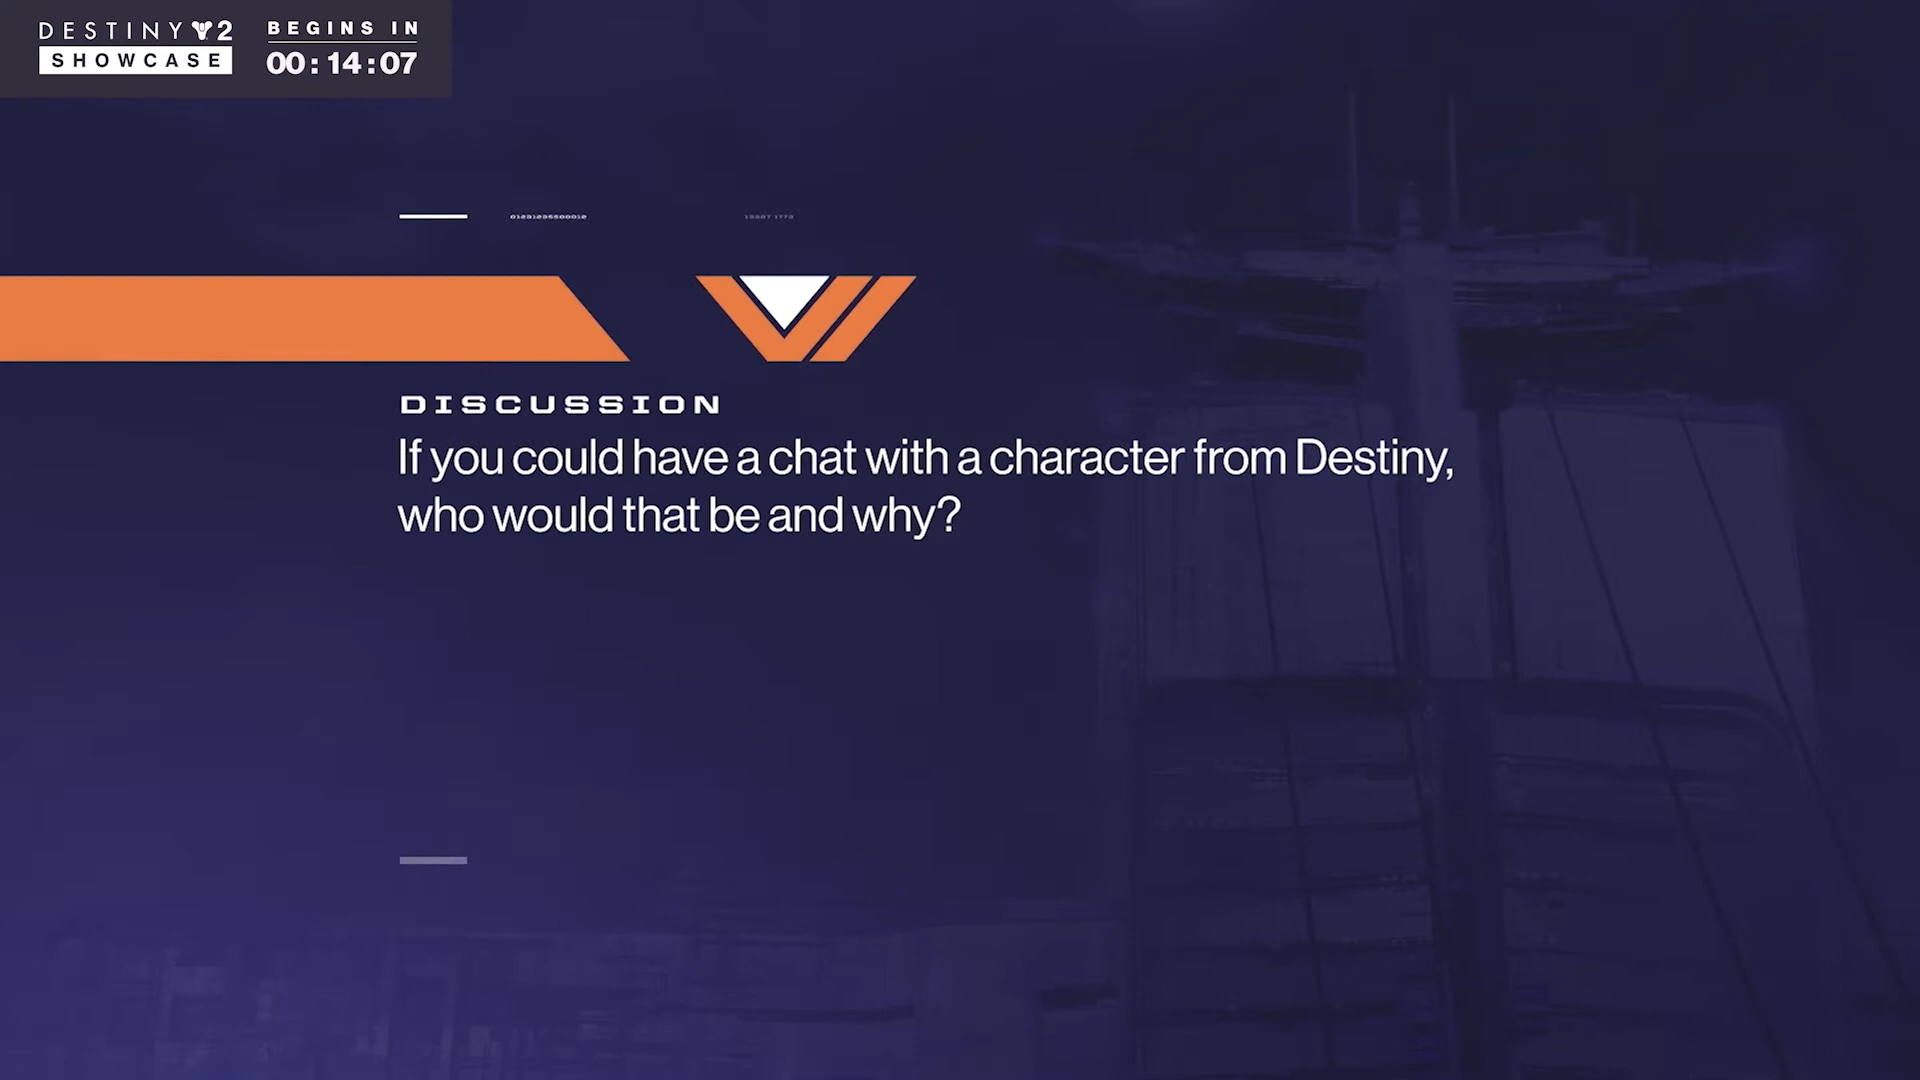 DESTINY 2
SHOWCASE
BEGINS IN
00:14:07
DISCUSSION
If you could have a chat with a character from Destiny,
who would that be and why?